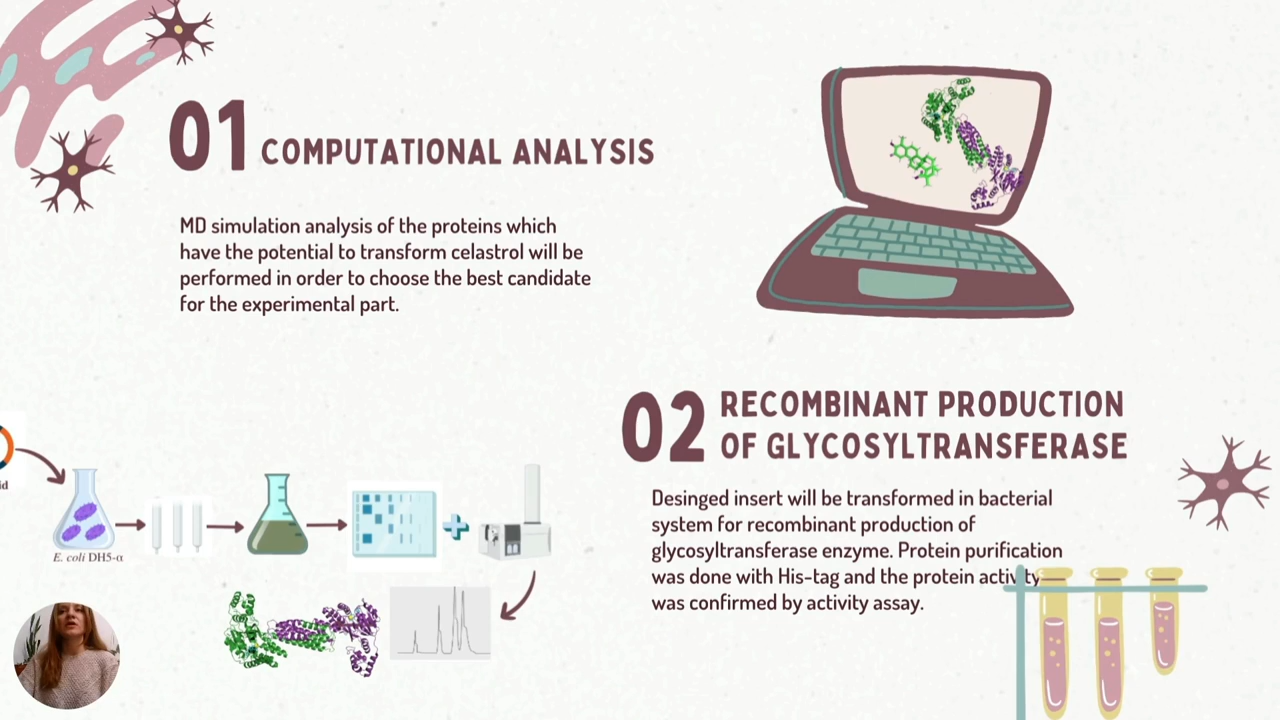 01 COMPUTATIONAL ANALYSIS
MD simulation analysis of the proteins which
have the potential to transform celastrol will be
performed in order to choose the best candidate
for the experimental part.
02 RECOMBINANT PRODUCTION
OF GLYCOSYLTRANSFERASE
Desinged insert will be transformed in bacterial
system for recombinant production of
glycosyltransferase enzyme. Protein purification
was done with His-tag and the protein activity
was confirmed by activity assay.
id
E. coli DH5-α